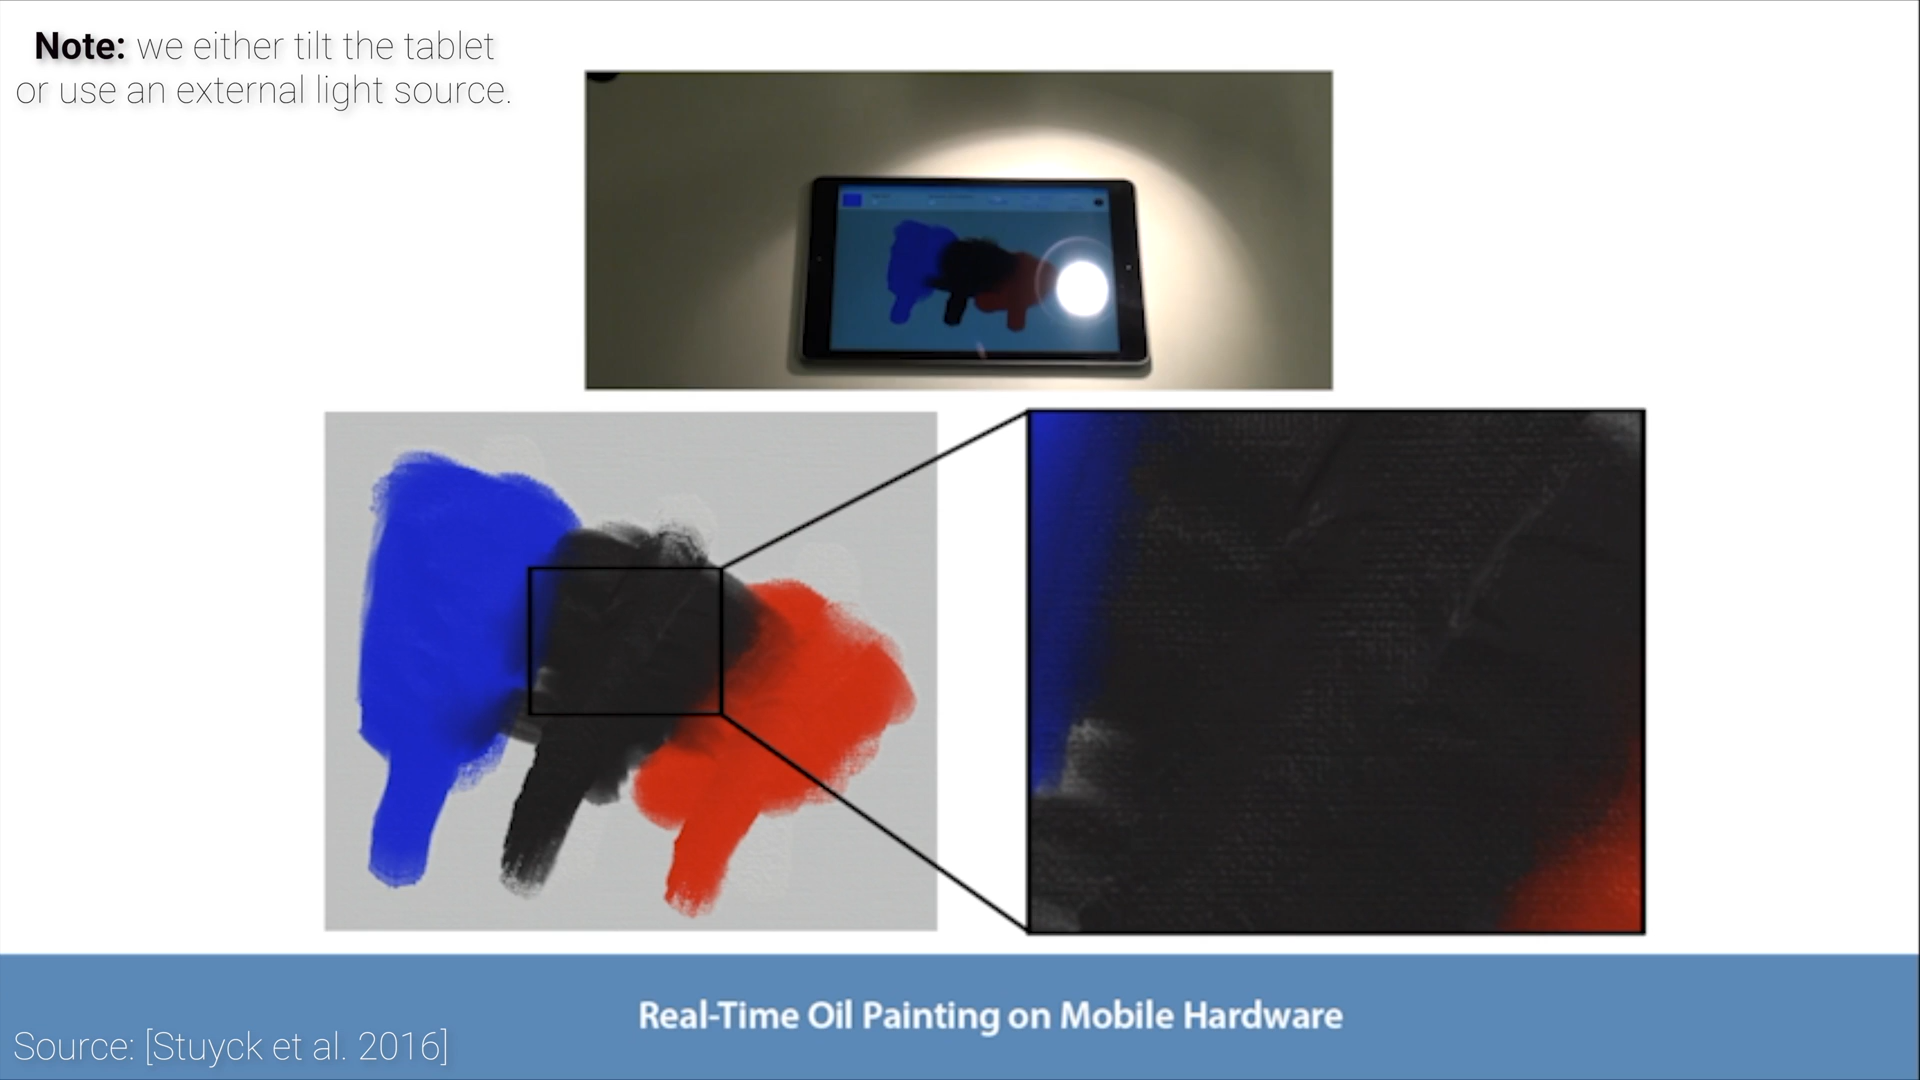 Note: we either tilt the tablet
or use an external light source.
Real-Time Oil Painting on Mobile Hardware
Source: [Stuyck et al. 2016]